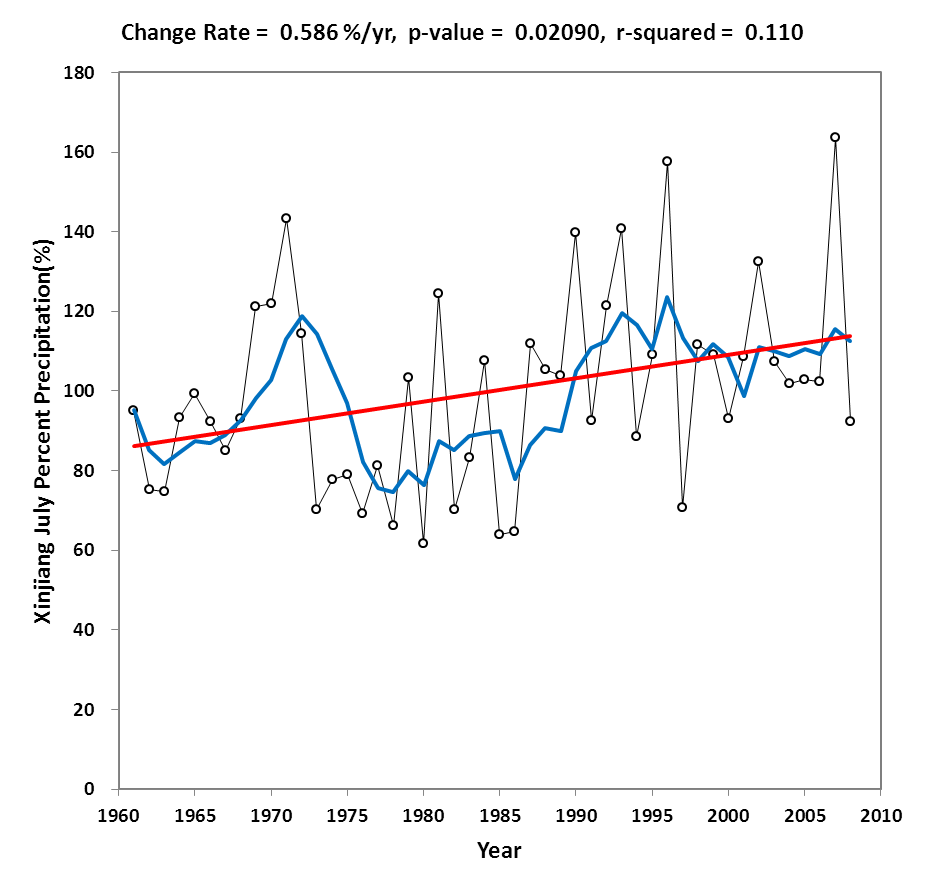 Change Rate = 0.586 %/yr, p-value = 0.02090, r-squared = 0.110
Xinjiang July Percent Precipitation(%)
180
160
140
120
100
80
60
40
20
0
1960 1965 1970 1975 1980 1985 1990 1995 2000 2005 2010
Year